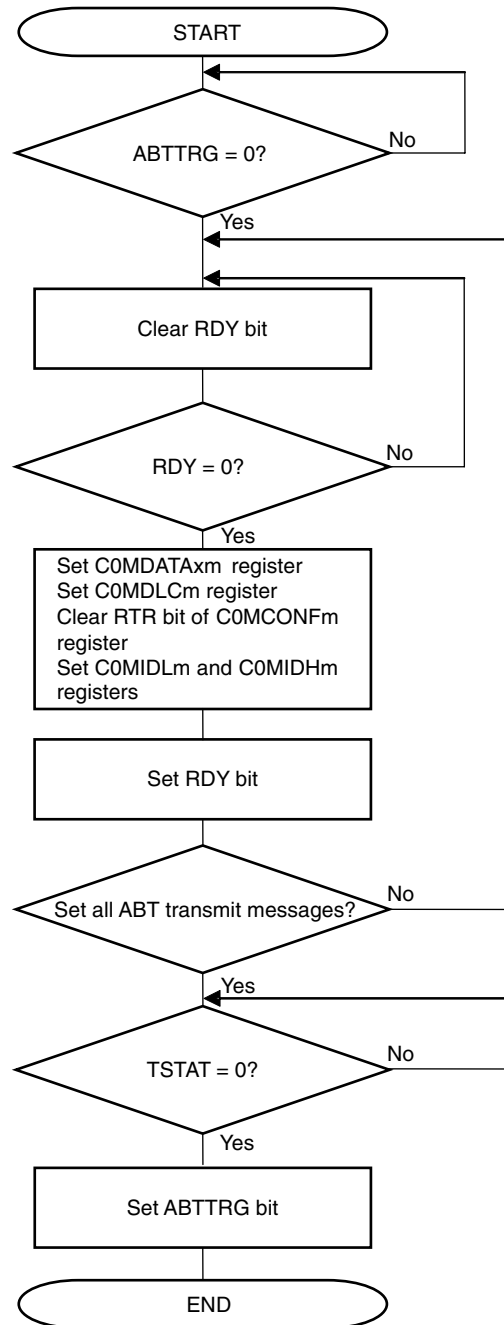 START
ABTTRG = 0?
No
Yes
Clear RDY bit
RDY = 0?
No
Yes
Set C0MDATAxm register
Set C0MDLCm register
Clear RTR bit of C0MCONFm
register
Set C0MIDLm and C0MIDHm
registers
Set RDY bit
Set all ABT transmit messages?
No
Yes
TSTAT = 0?
No
Yes
Set ABTTRG bit
END